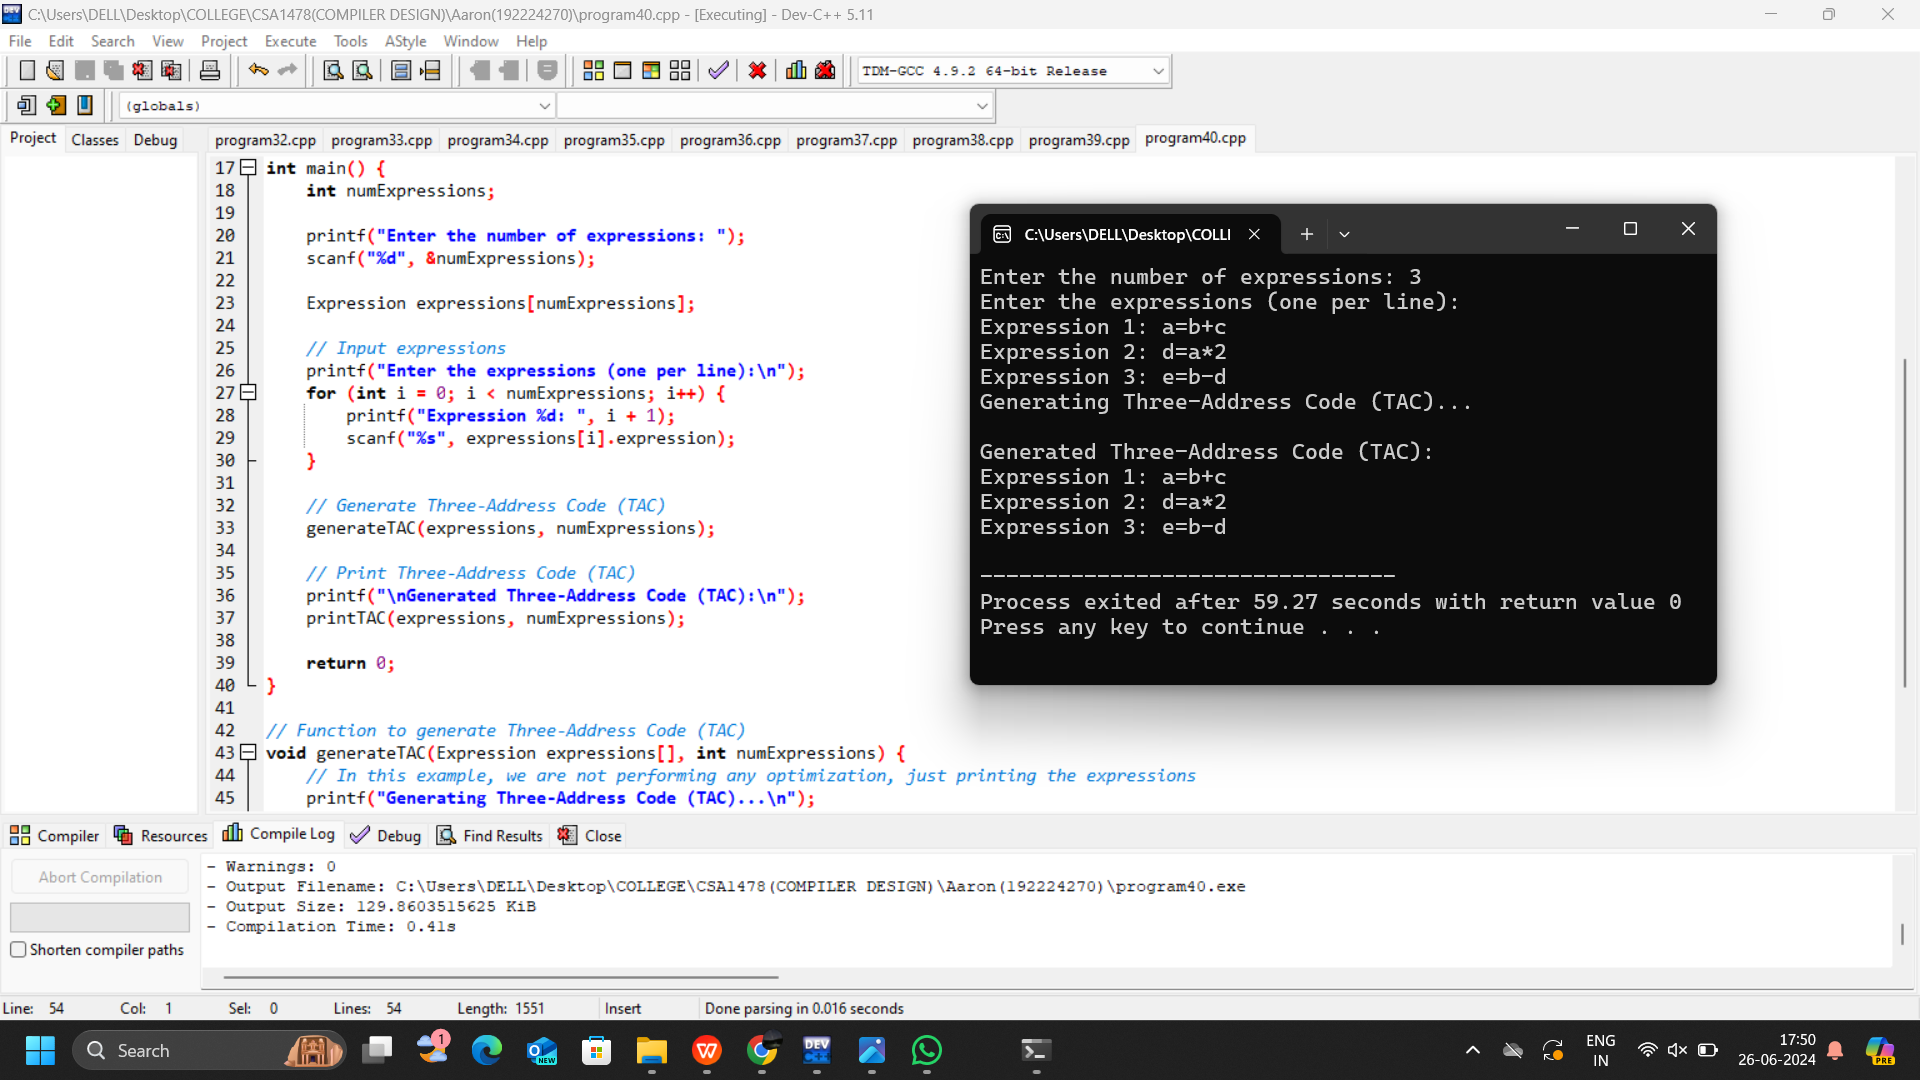 C:\Users\DELL\Desktop\COLLEGE\CSA1478(COMPILER DESIGN)\Aaron(192224270)\program40.cpp - [Executing] - Dev-C++ 5.11
File Edit Search View Project Execute Tools AStyle Window Help
TDM-GCC 4.9.2 64-bit Release
(globals)
Project Classes Debug
program32.cpp program33.cpp program34.cpp program35.cpp program36.cpp program37.cpp program38.cpp program39.cpp program40.cpp
17 int main() {
18 int numExpressions;
19
20 printf("Enter the number of expressions: ");
21 scanf("%d", &numExpressions);
22
23 Expression expressions[numExpressions];
24
25 // Input expressions
26 printf("Enter the expressions (one per line):\n");
27 for (int i = 0; i < numExpressions; i++) {
28 printf("Expression %d: ", i + 1);
29 scanf("%s", expressions[i].expression);
30 }
31
32 // Generate Three-Address Code (TAC)
33 generateTAC(expressions, numExpressions);
34
35 // Print Three-Address Code (TAC)
36 printf("\nGenerated Three-Address Code (TAC):\n");
37 printTAC(expressions, numExpressions);
38
39 return 0;
40 }
41
42 // Function to generate Three-Address Code (TAC)
43 void generateTAC(Expression expressions[], int numExpressions) {
44 // In this example, we are not performing any optimization, just printing the expressions
45 printf("Generating Three-Address Code (TAC)...\n");
C:\Users\DELL\Desktop\COLLI
Enter the number of expressions: 3
Enter the expressions (one per line):
Expression 1: a=b+c
Expression 2: d=a*2
Expression 3: e=b-d
Generating Three-Address Code (TAC)...
Generated Three-Address Code (TAC):
Expression 1: a=b+c
Expression 2: d=a*2
Expression 3: e=b-d
--------------------------------
Process exited after 59.27 seconds with return value 0
Press any key to continue . . .
Compiler Resources Compile Log Debug Find Results Close
Abort Compilation
Shorten compiler paths
- Warnings: 0
- Output Filename: C:\Users\DELL\Desktop\COLLEGE\CSA1478(COMPILER DESIGN)\Aaron(192224270)\program40.exe
- Output Size: 129.8603515625 KiB
- Compilation Time: 0.41s
Line: 54 Col: 1 Sel: 0 Lines: 54 Length: 1551 Insert Done parsing in 0.016 seconds
Search
1
NEW
DEV
C++
ENG
IN
17:50
26-06-2024
PRE